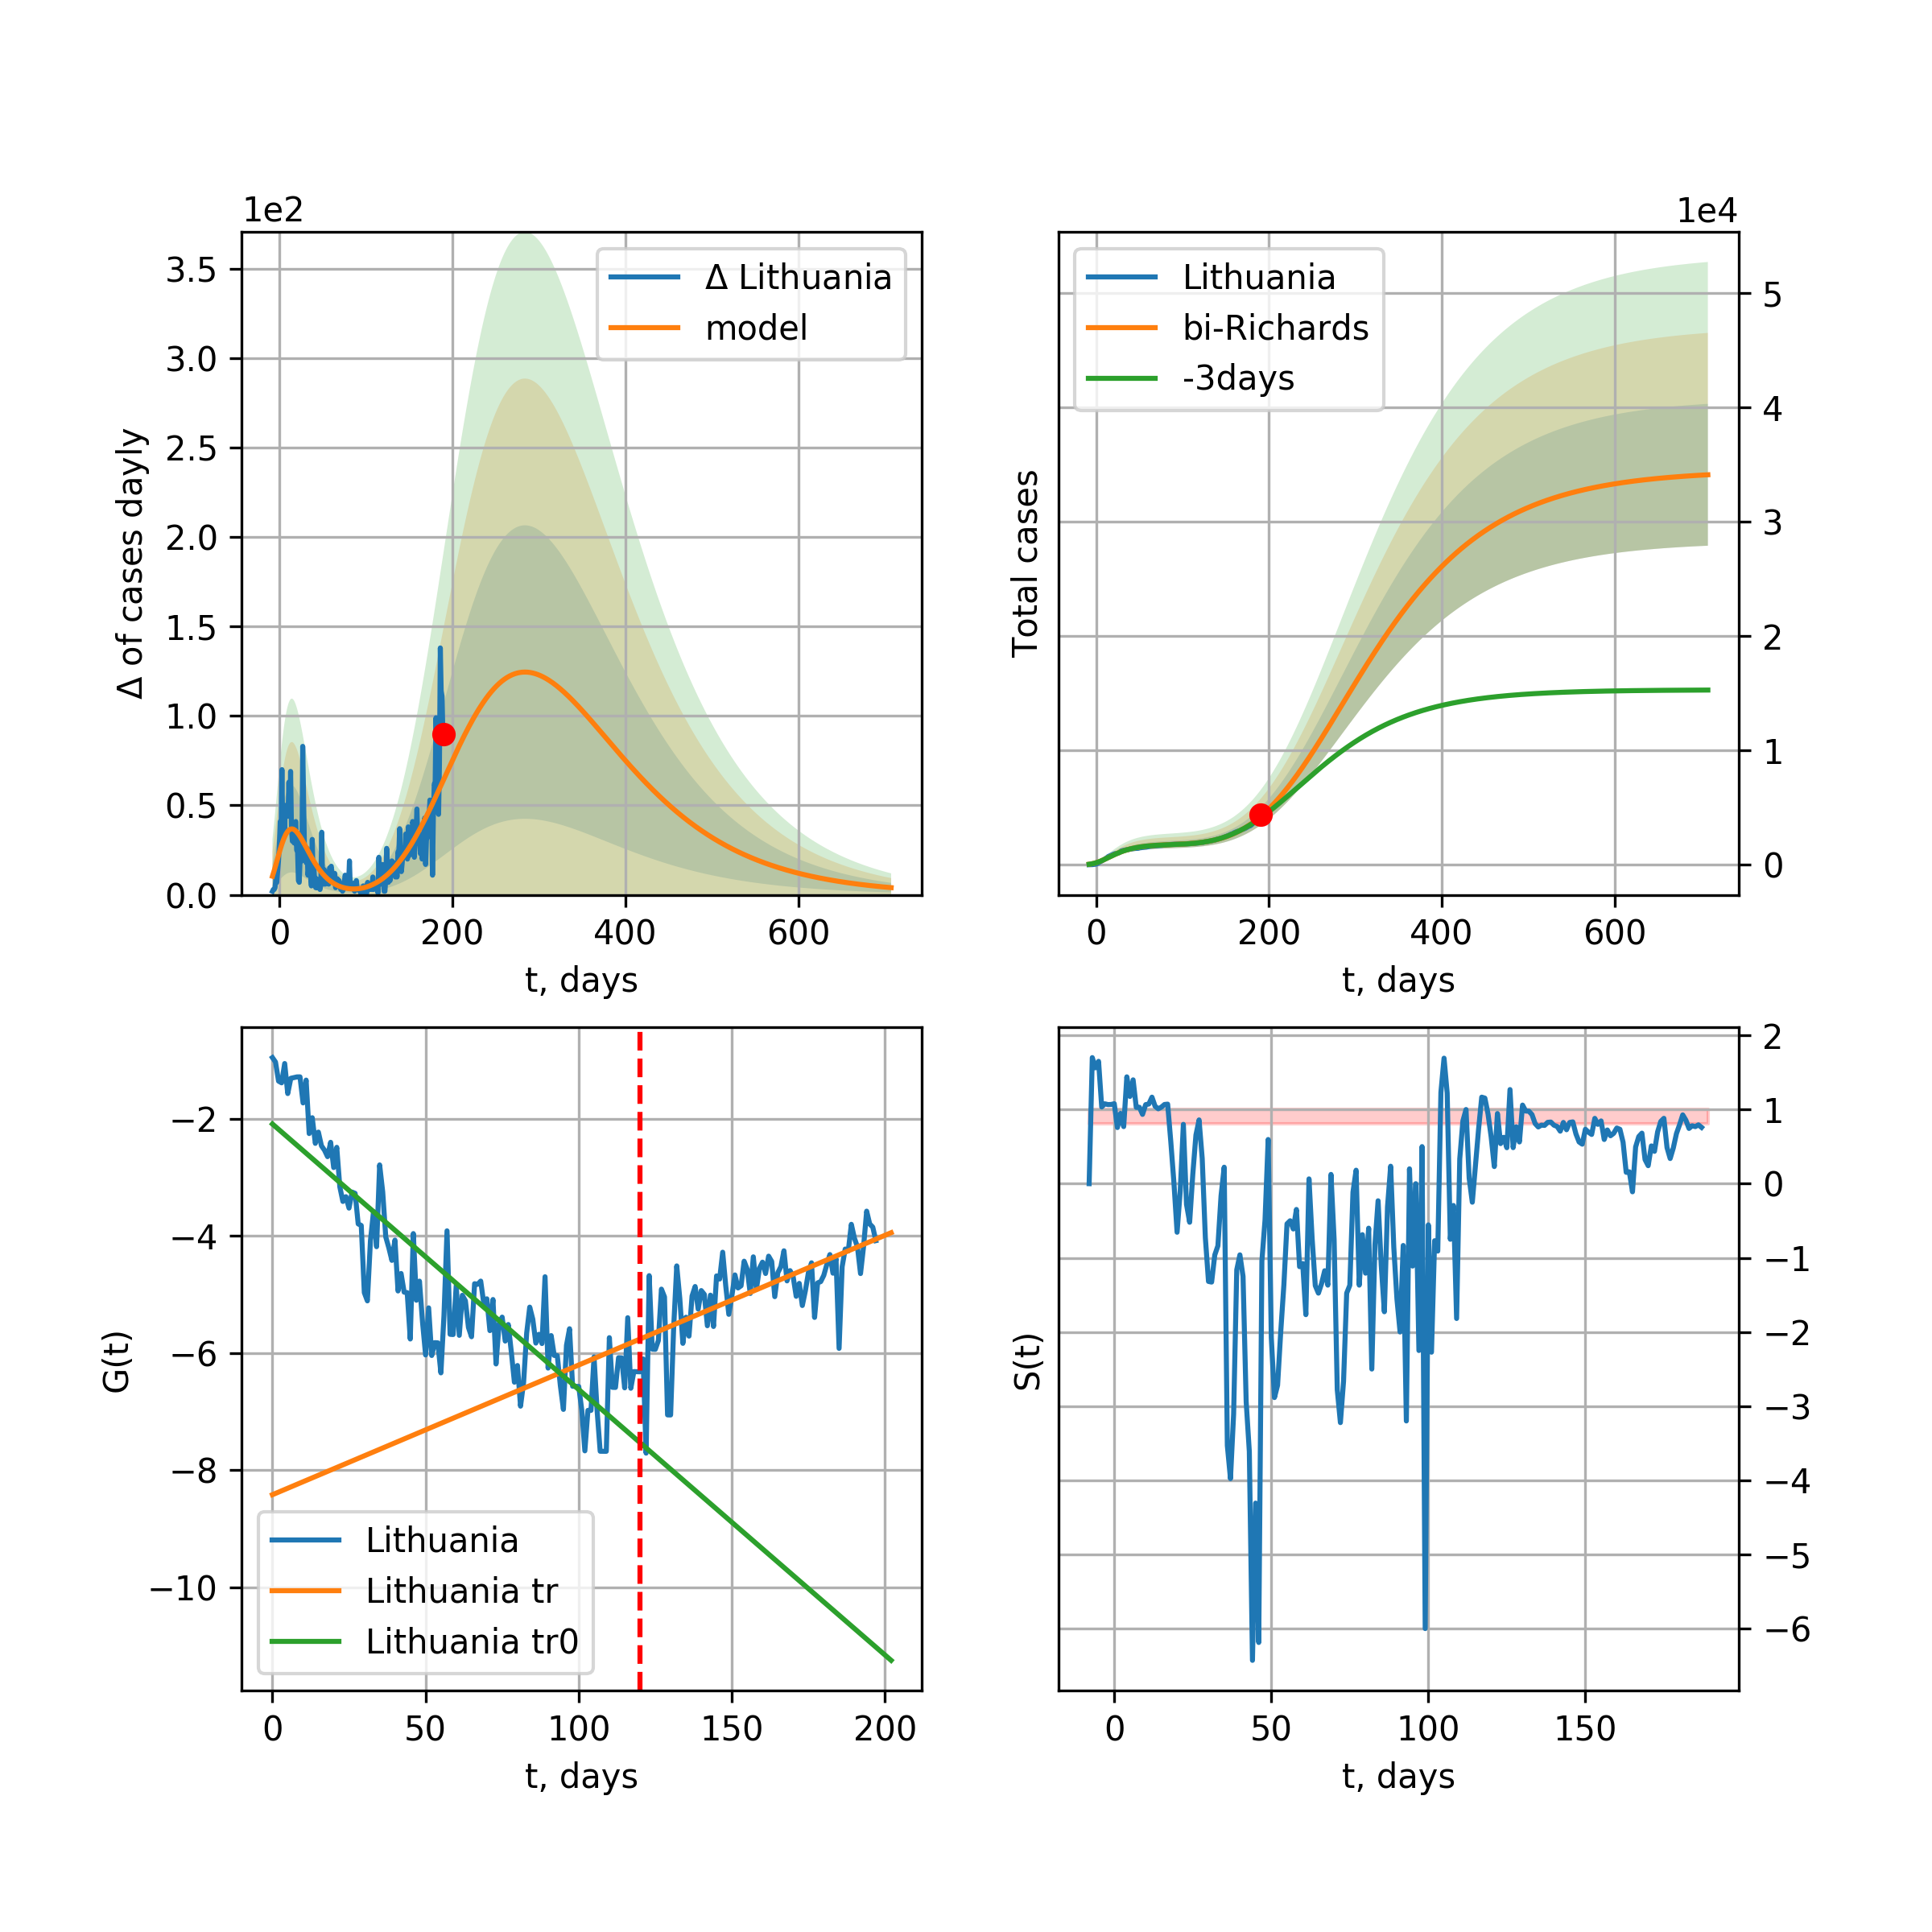 1e2
3.5
3.0
2.5
2.0
1.5
1.0
0.5
0.0
Δ of cases dayly
Δ Lithuania
model
0 200 400 600
t, days
1e4
Lithuania
bi-Richards
-3days
Total cases
5
4
3
2
1
0
0 200 400 600
t, days
−2
−4
−6
−8
−10
G(t)
Lithuania
Lithuania tr
Lithuania tr0
0 50 100 150 200
t, days
S(t)
2
1
0
−1
−2
−3
−4
−5
−6
0 50 100 150
t, days